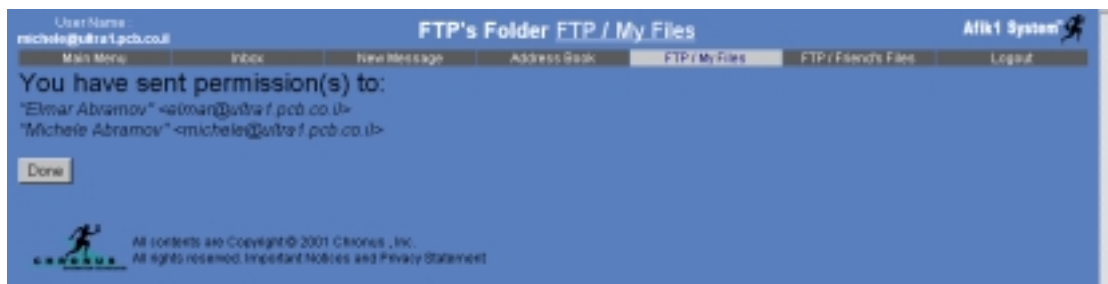 User Name:
michele@ultra1.pcb.co.il
FTP's Folder FTP / My Files
Afik1 System
Main Menu Inbox New Message Address Book FTP / My Files FTP / Friend's Files Logout
You have sent permission(s) to:
"Elmar Abramov" <elmar@ultra1.pcb.co.il>
"Michele Abramov" <michele@ultra1.pcb.co.il>
Done
All contents are Copyright © 2001 Chronus , Inc.
CHRONUS
All rights reserved. Important Notices and Privacy Statement